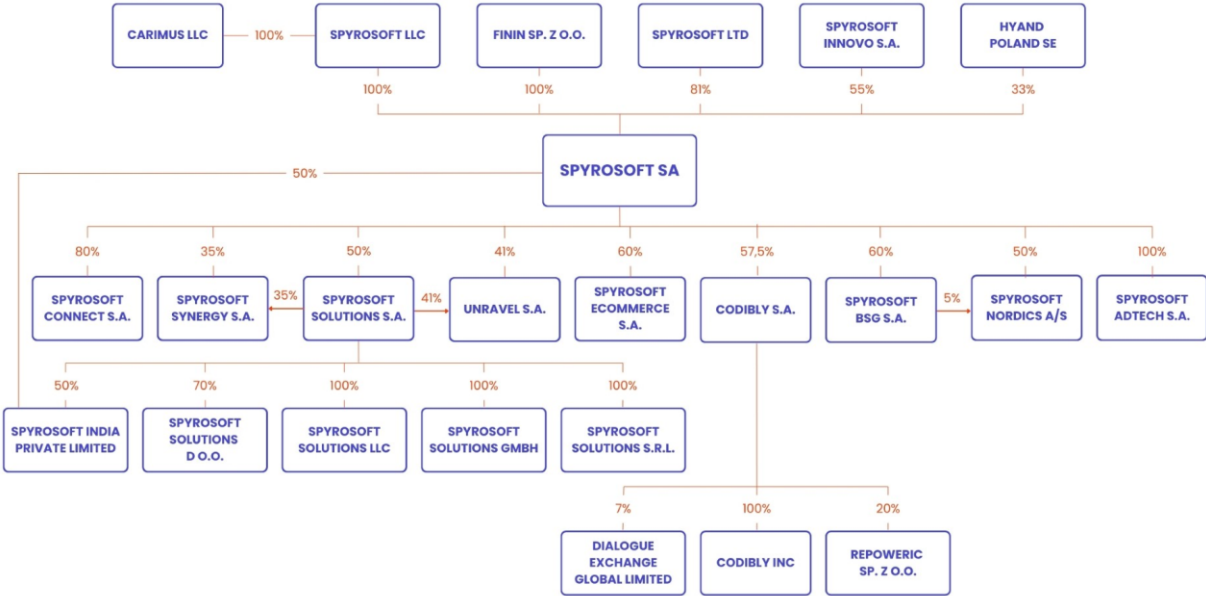 CARIMUS LLC
100%
SPYROSOFT LLC
FININ SP. Z O.O.
SPYROSOFT LTD
SPYROSOFT
INNOVO S.A.
HYAND
POLAND SE
100%
100%
81%
55%
33%
SPYROSOFT SA
50%
80%
35%
50%
41%
60%
57,5%
60%
50%
100%
SPYROSOFT
CONNECT S.A.
SPYROSOFT
SYNERGY S.A.
35%
SPYROSOFT
SOLUTIONS S.A.
41%
UNRAVEL S.A.
SPYROSOFT
ECOMMERCE
S.A.
CODIBLY S.A.
SPYROSOFT
BSG S.A.
5%
SPYROSOFT
NORDICS A/S
SPYROSOFT
ADTECH S.A.
50%
70%
100%
100%
100%
SPYROSOFT INDIA
PRIVATE LIMITED
SPYROSOFT
SOLUTIONS
D O.O.
SPYROSOFT
SOLUTIONS LLC
SPYROSOFT
SOLUTIONS GMBH
SPYROSOFT
SOLUTIONS S.R.L.
7%
100%
20%
DIALOGUE
EXCHANGE
GLOBAL LIMITED
CODIBLY INC
REPOWERIC
SP. Z O.O.